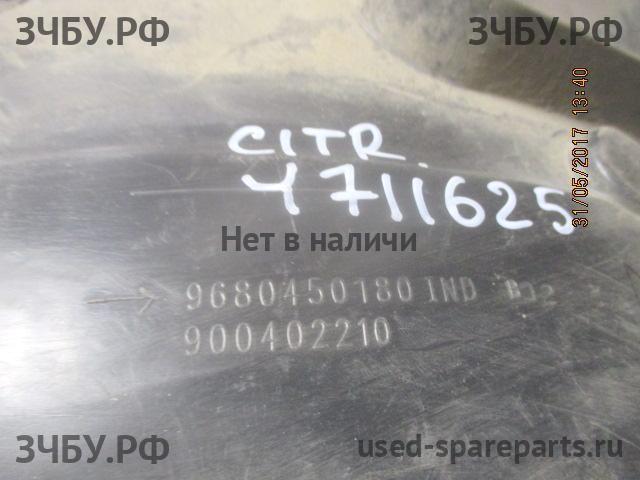 ЗЧБУ.РФ
ЗЧБУ.РФ
31/05/2017 13:40
CITR.
4711625
Нет в наличи
9680450180 IND
900402210
ЗЧБУ.РФ
used-spareparts.ru